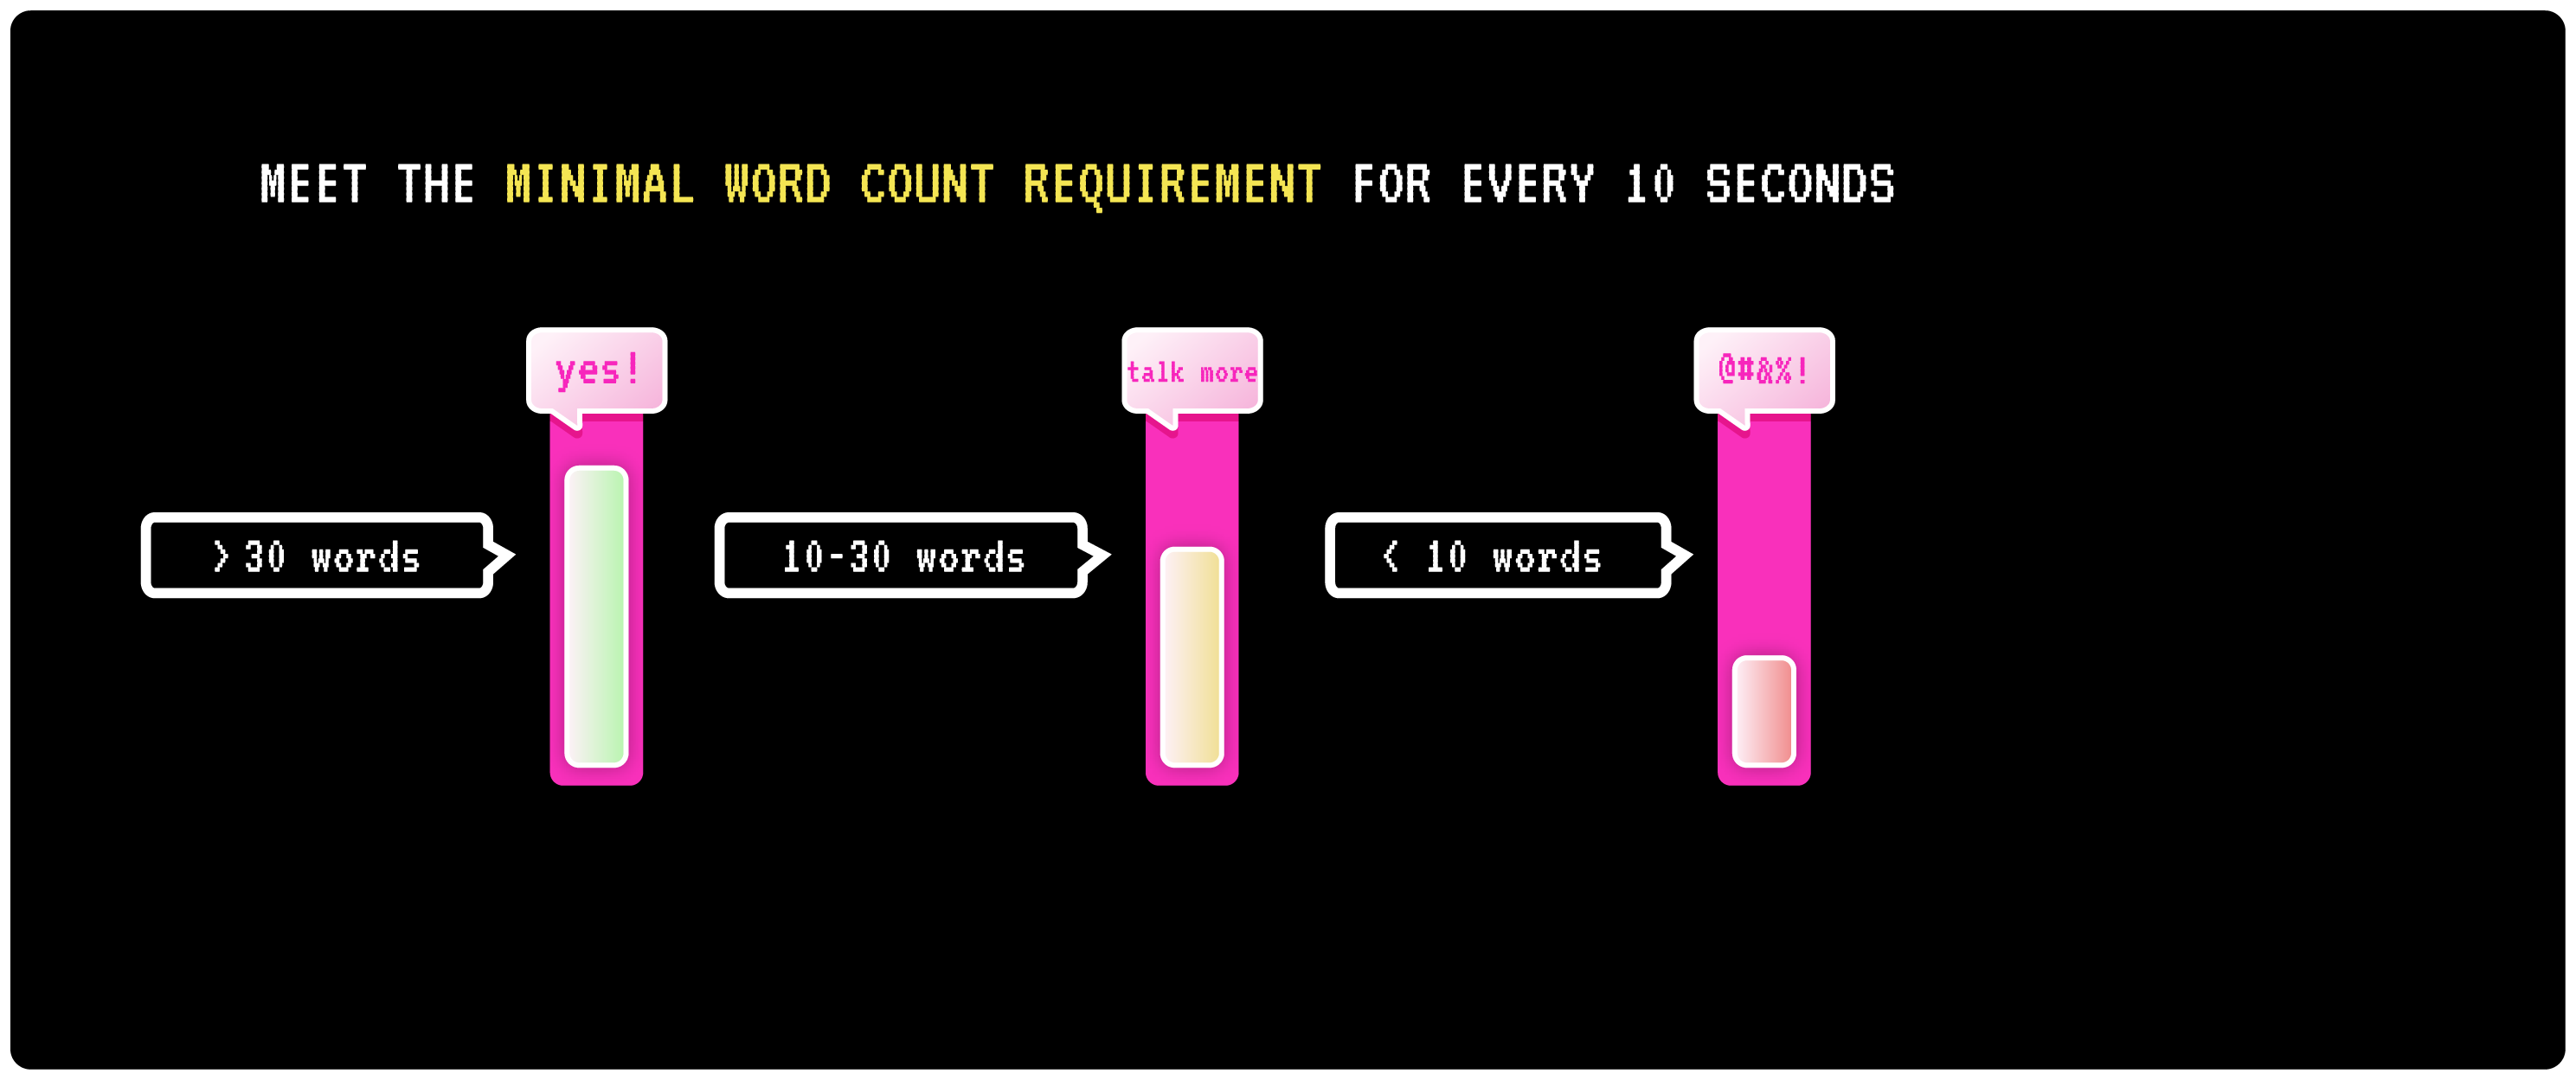 MEET THE MINIMAL WORD COUNT REQUIREMENT FOR EVERY 10 SECONDS
yes!
talk more
@#&%!
>30 words
10-30 words
< 10 words